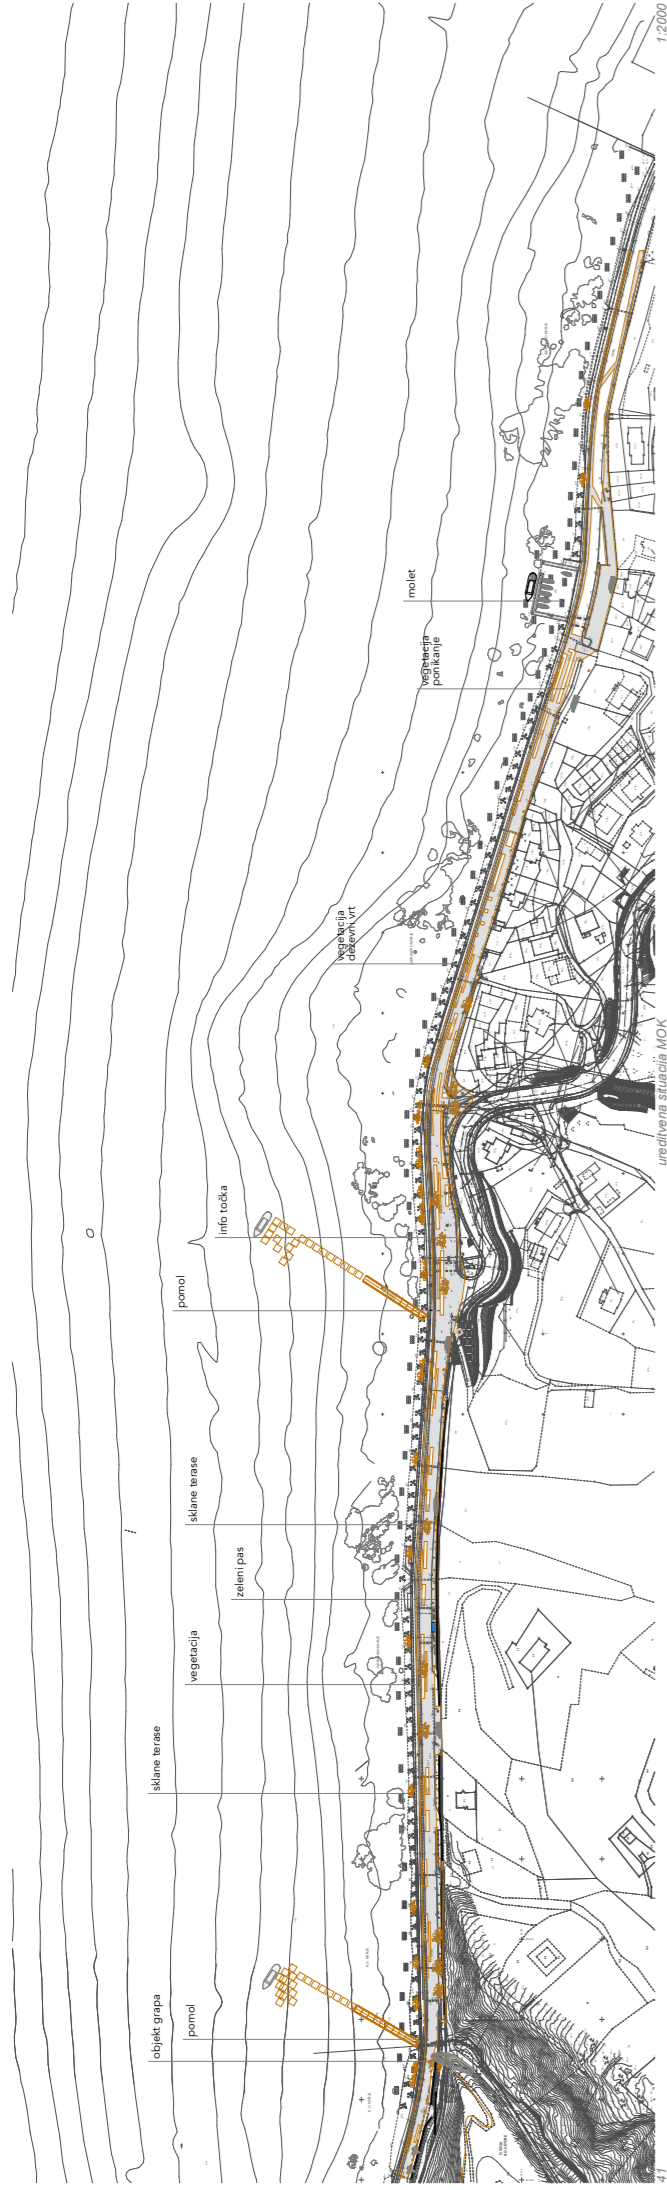 1:2000
molet
vegetacija
ponikanje
vegetacija
deževni vrt
ureditvena situacija MOK
info točka
pomol
sklane terase
zeleni pas
vegetacija
sklane terase
pomol
objekt grapa
41